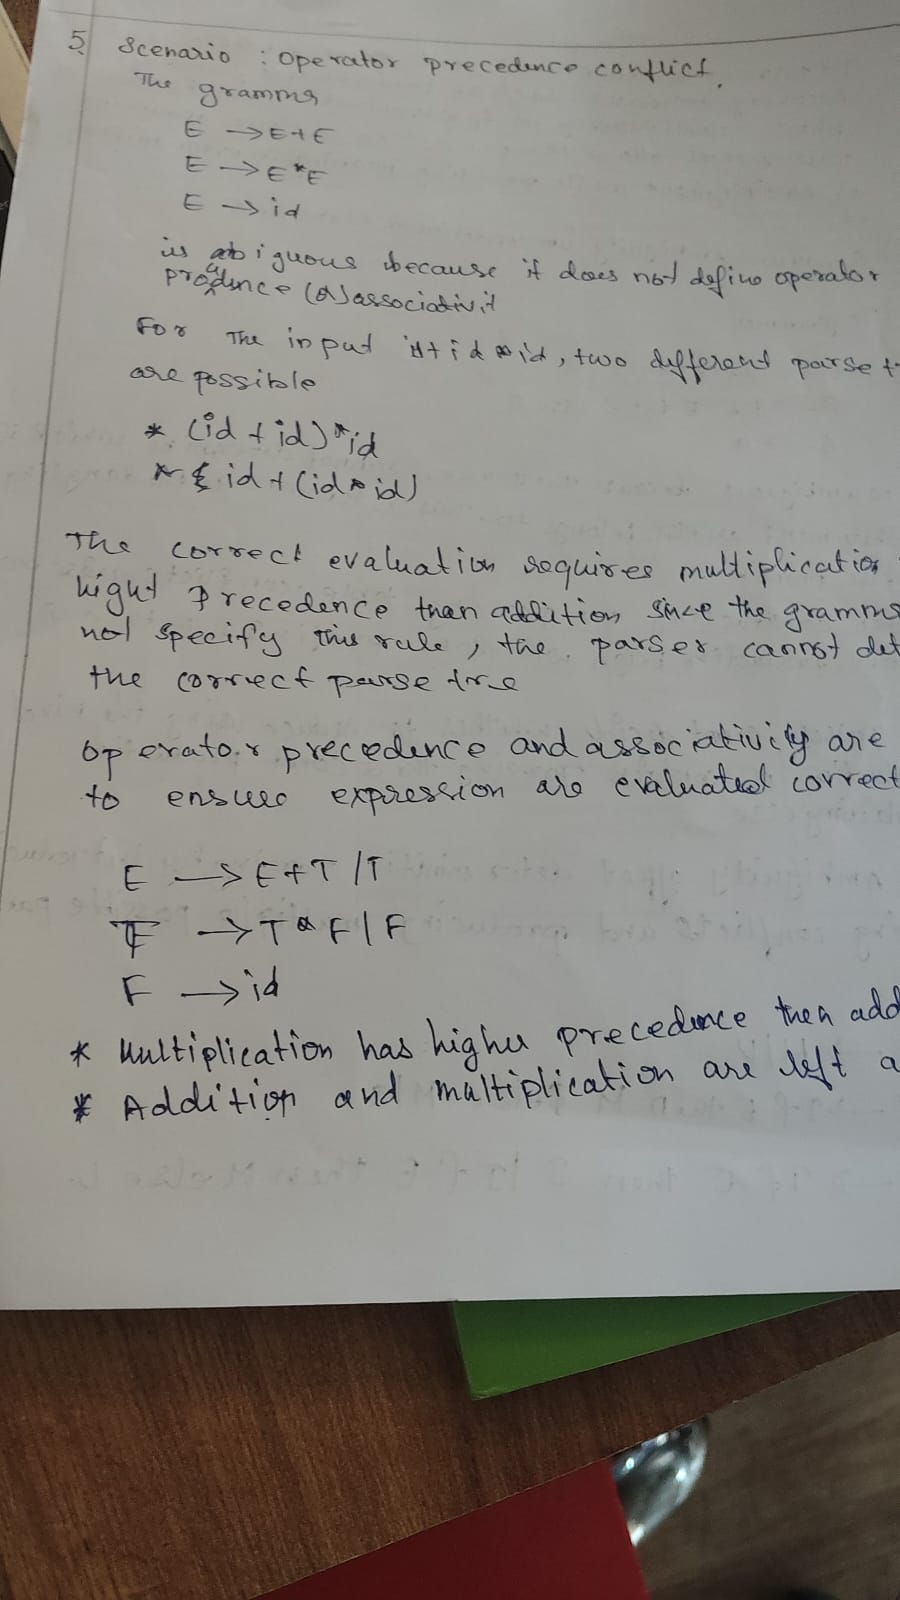 5. Scenario : Operator precedence conflict.
The gramma
E → E+E
E → E*E
E → id
is abiguous because it does not define operator
(or) associativit
For The input id+id*id, two different parse
are possible
* (id + id)*id
* id + (id*id)
The correct evaluation requires multiplication
hight precedence than addition since the gramma
not specify this rule, the parser cannot det
the correct parse tree
operator precedence and associativity are
to ensure expression are evaluated correct
E → E+T /T
T → T*F | F
F → id
* Multiplication has higher precedence then add
* Addition and multiplication are left a